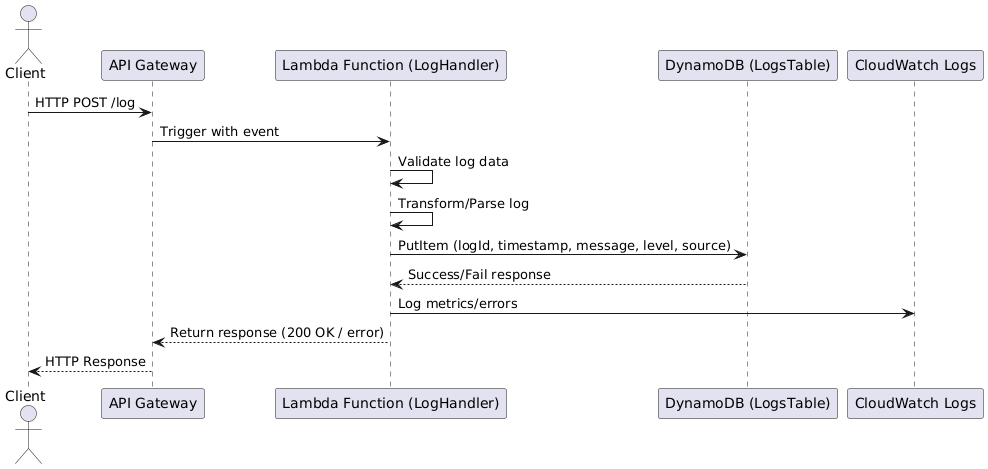 Client
API Gateway
Lambda Function (LogHandler)
DynamoDB (LogsTable)
CloudWatch Logs
HTTP POST /log
Trigger with event
Validate log data
Transform/Parse log
PutItem (logId, timestamp, message, level, source)
Success/Fail response
Log metrics/errors
Return response (200 OK / error)
HTTP Response
Client
API Gateway
Lambda Function (LogHandler)
DynamoDB (LogsTable)
CloudWatch Logs